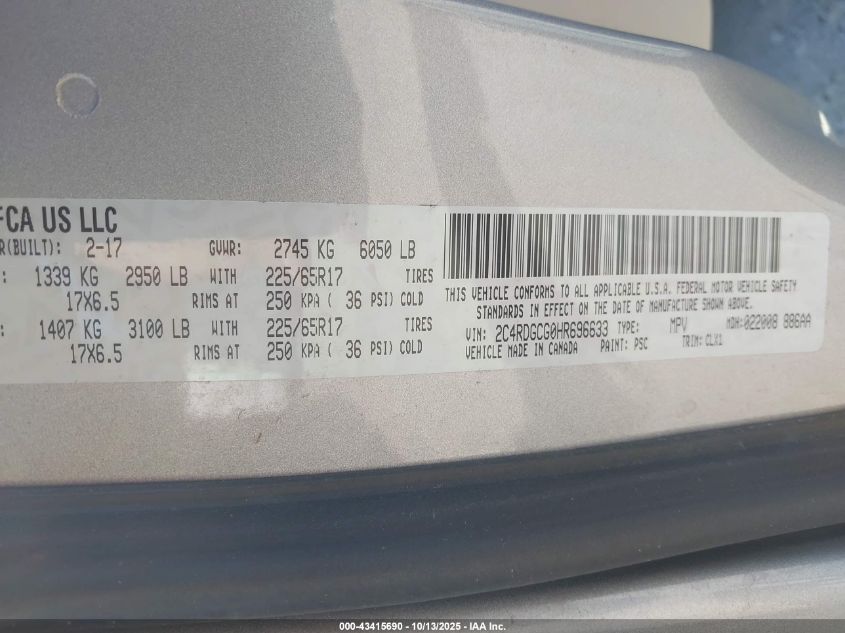 FCA US LLC
R(BUILT): 2-17 GVWR: 2745 KG 6050 LB
: 1339 KG 2950 LB WITH 225/65R17 TIRES
17X6.5 RIMS AT 250 KPA ( 36 PSI) COLD
: 1407 KG 3100 LB WITH 225/65R17 TIRES
17X6.5 RIMS AT 250 KPA ( 36 PSI) COLD
THIS VEHICLE CONFORMS TO ALL APPLICABLE U.S.A. FEDERAL MOTOR VEHICLE SAFETY
STANDARDS IN EFFECT ON THE DATE OF MANUFACTURE SHOWN ABOVE.
VIN: 2C4RDGCG0HR696633 TYPE: MPV MDH:022008 886AA
VEHICLE MADE IN CANADA PAINT: PSC TRIM: CLX1
000-43415690 - 10/13/2025 - IAA Inc.